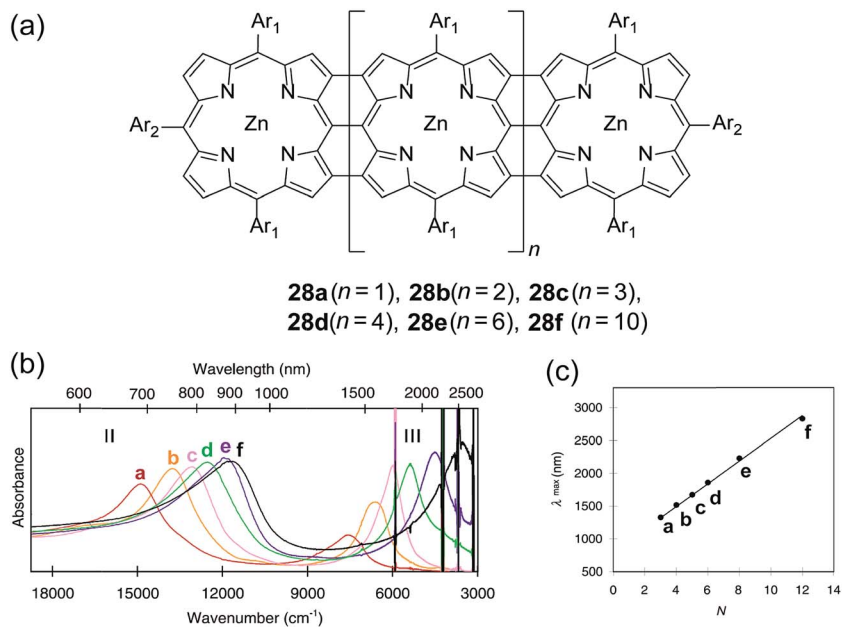 (a)
Ar1 Ar1 Ar1
N N N N N N
Ar2 Zn Zn Zn Ar2
N N N N N N
Ar1 Ar1 Ar1
n
28a (n = 1), 28b (n = 2), 28c (n = 3),
28d (n = 4), 28e (n = 6), 28f (n = 10)
(b)
Wavelength (nm)
600 700 800 900 1000 1500 2000 2500
II III
a b c d e f
Absorbance
18000 15000 12000 9000 6000 3000
Wavenumber (cm-1)
(c)
3000
2500
2000
1500
1000
500
λ max (nm)
a b c d e f
0 2 4 6 8 10 12 14
N